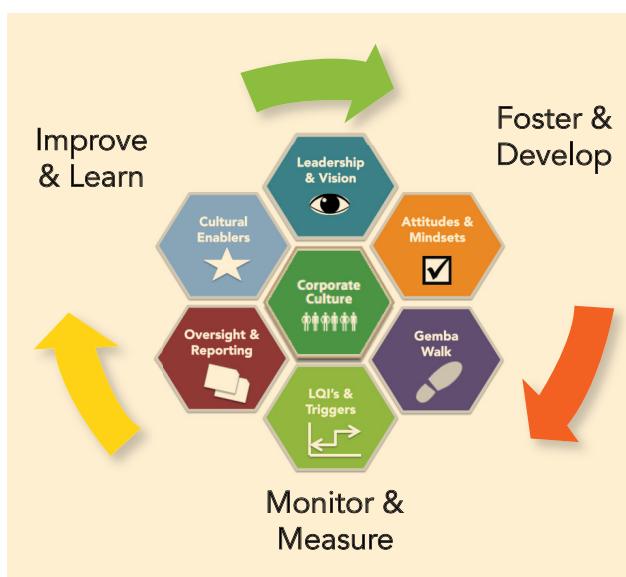 Improve
& Learn
Foster &
Develop
Leadership
& Vision
Cultural
Enablers
Attitudes &
Mindsets
Corporate
Culture
Oversight &
Reporting
Gemba
Walk
LQI's &
Triggers
Monitor &
Measure